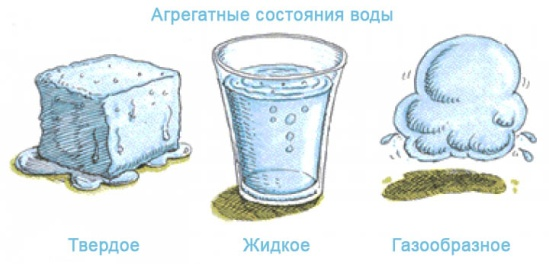 Агрегатные состояния воды
Твердое
Жидкое
Газообразное